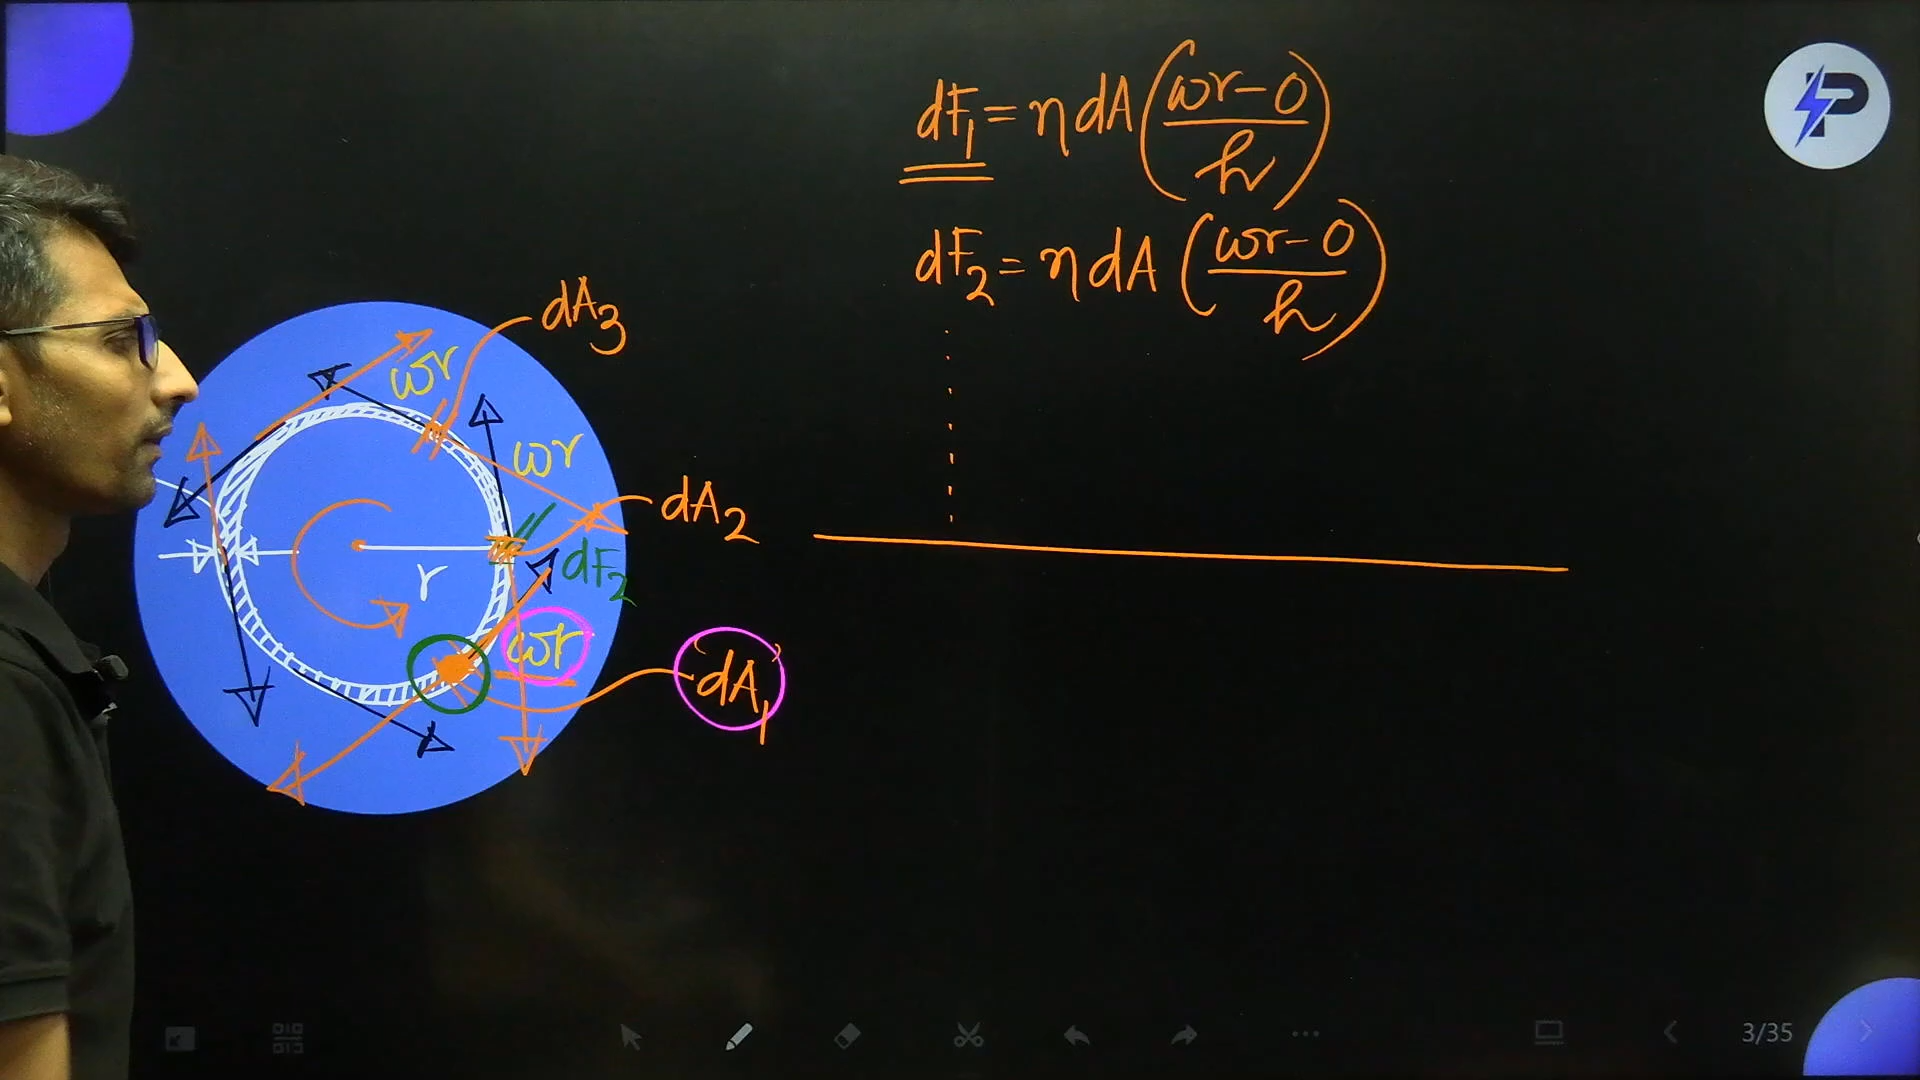 dF₁ = η dA (ωr - 0 / h)
dF₂ = η dA (ωr - 0 / h)
dA₃
ωr
ωr
dA₂
dF₂
r
ωr
dA₁
P
3/35